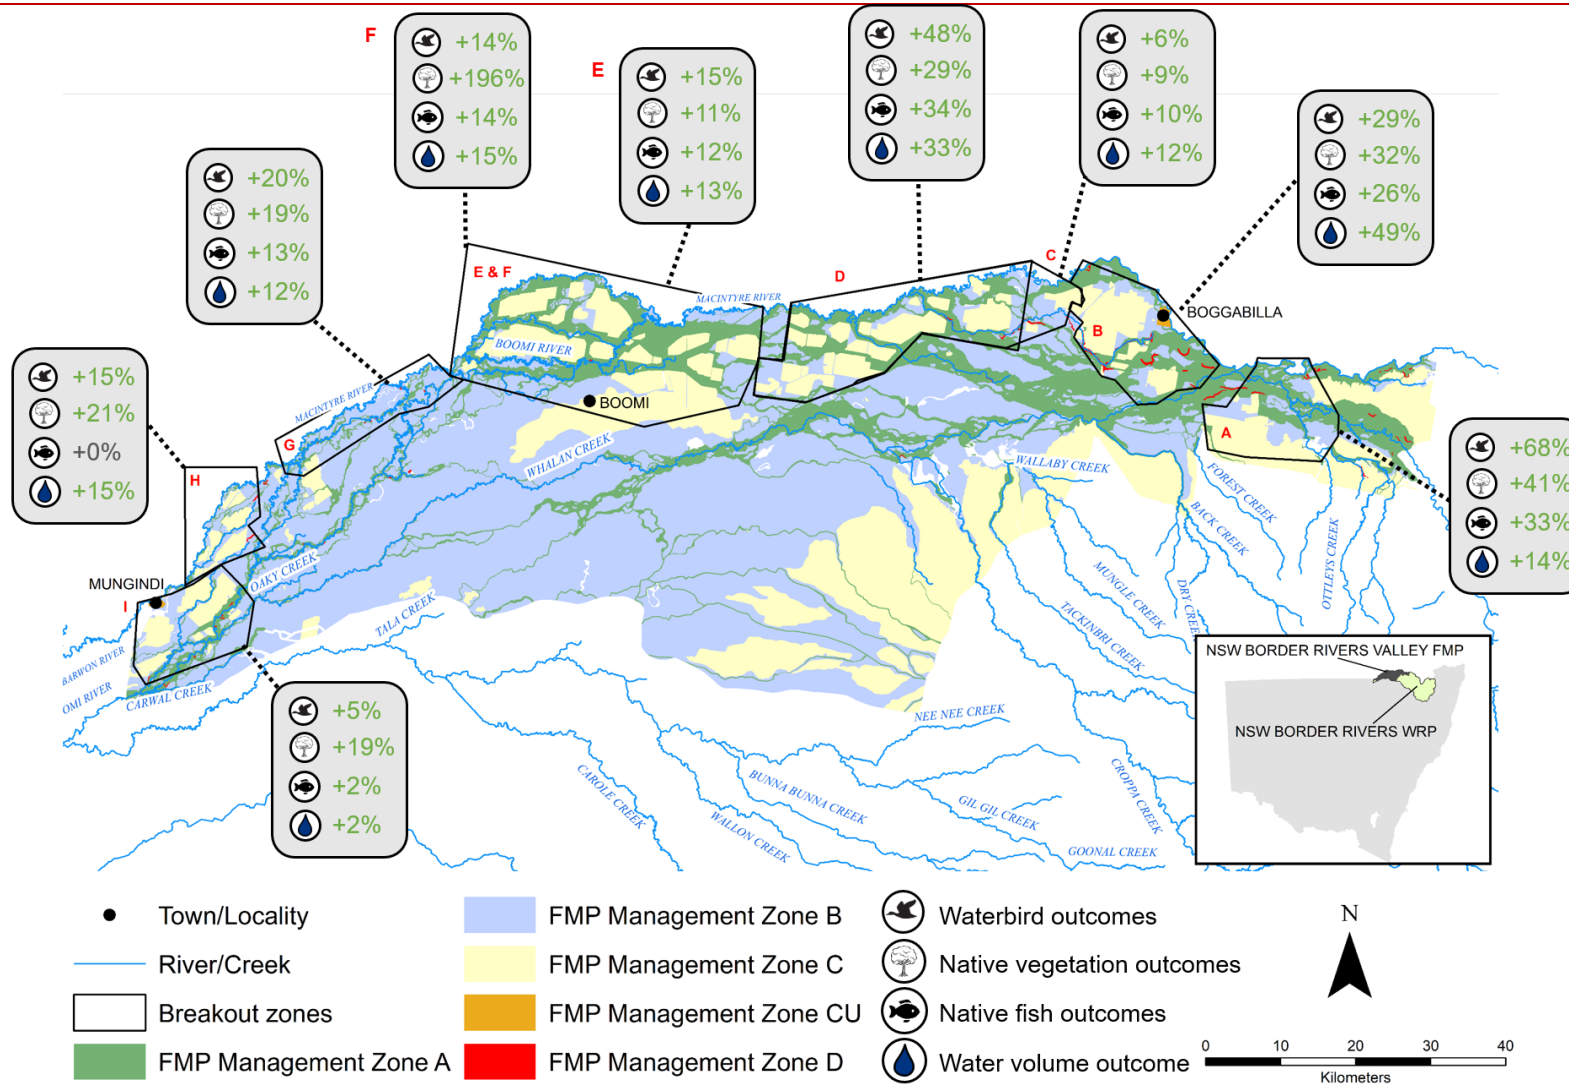 F
+14%
+196%
+14%
+15%
E
+15%
+11%
+12%
+13%
+48%
+29%
+34%
+33%
+6%
+9%
+10%
+12%
+29%
+32%
+26%
+49%
+20%
+19%
+13%
+12%
+15%
+21%
+0%
+15%
+68%
+41%
+33%
+14%
+5%
+19%
+2%
+2%
E & F
D
C
B
A
G
H
I
MACINTYRE RIVER
BOGGABILLA
BOOMI RIVER
MACINTYRE RIVER
BOOMI
WHALAN CREEK
WALLABY CREEK
FOREST CREEK
BACK CREEK
OTTLEYS CREEK
DRY CREEK
MUNGLE CREEK
TACKINBRI CREEK
MUNGINDI
OAKY CREEK
TALA CREEK
BARWON RIVER
OMI RIVER
CARWAL CREEK
NEE NEE CREEK
CROPPA CREEK
CAROLE CREEK
BUNNA BUNNA CREEK
GIL GIL CREEK
WALLON CREEK
GOONAL CREEK
NSW BORDER RIVERS VALLEY FMP
NSW BORDER RIVERS WRP
Town/Locality
River/Creek
Breakout zones
FMP Management Zone A
FMP Management Zone B
FMP Management Zone C
FMP Management Zone CU
FMP Management Zone D
Waterbird outcomes
Native vegetation outcomes
Native fish outcomes
Water volume outcome
N
0 10 20 30 40
Kilometers